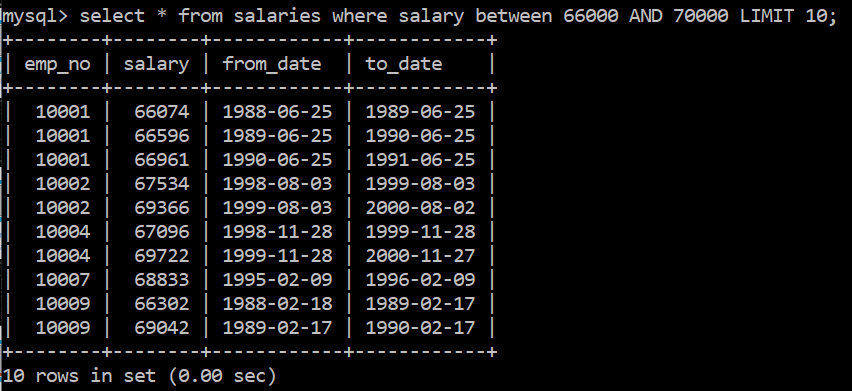 mysql> select * from salaries where salary between 66000 AND 70000 LIMIT 10;
+--------+--------+------------+------------+
| emp_no | salary | from_date  | to_date    |
+--------+--------+------------+------------+
|  10001 |  66074 | 1988-06-25 | 1989-06-25 |
|  10001 |  66596 | 1989-06-25 | 1990-06-25 |
|  10001 |  66961 | 1990-06-25 | 1991-06-25 |
|  10002 |  67534 | 1998-08-03 | 1999-08-03 |
|  10002 |  69366 | 1999-08-03 | 2000-08-02 |
|  10004 |  67096 | 1998-11-28 | 1999-11-28 |
|  10004 |  69722 | 1999-11-28 | 2000-11-27 |
|  10007 |  68833 | 1995-02-09 | 1996-02-09 |
|  10009 |  66302 | 1988-02-18 | 1989-02-17 |
|  10009 |  69042 | 1989-02-17 | 1990-02-17 |
+--------+--------+------------+------------+
10 rows in set (0.00 sec)